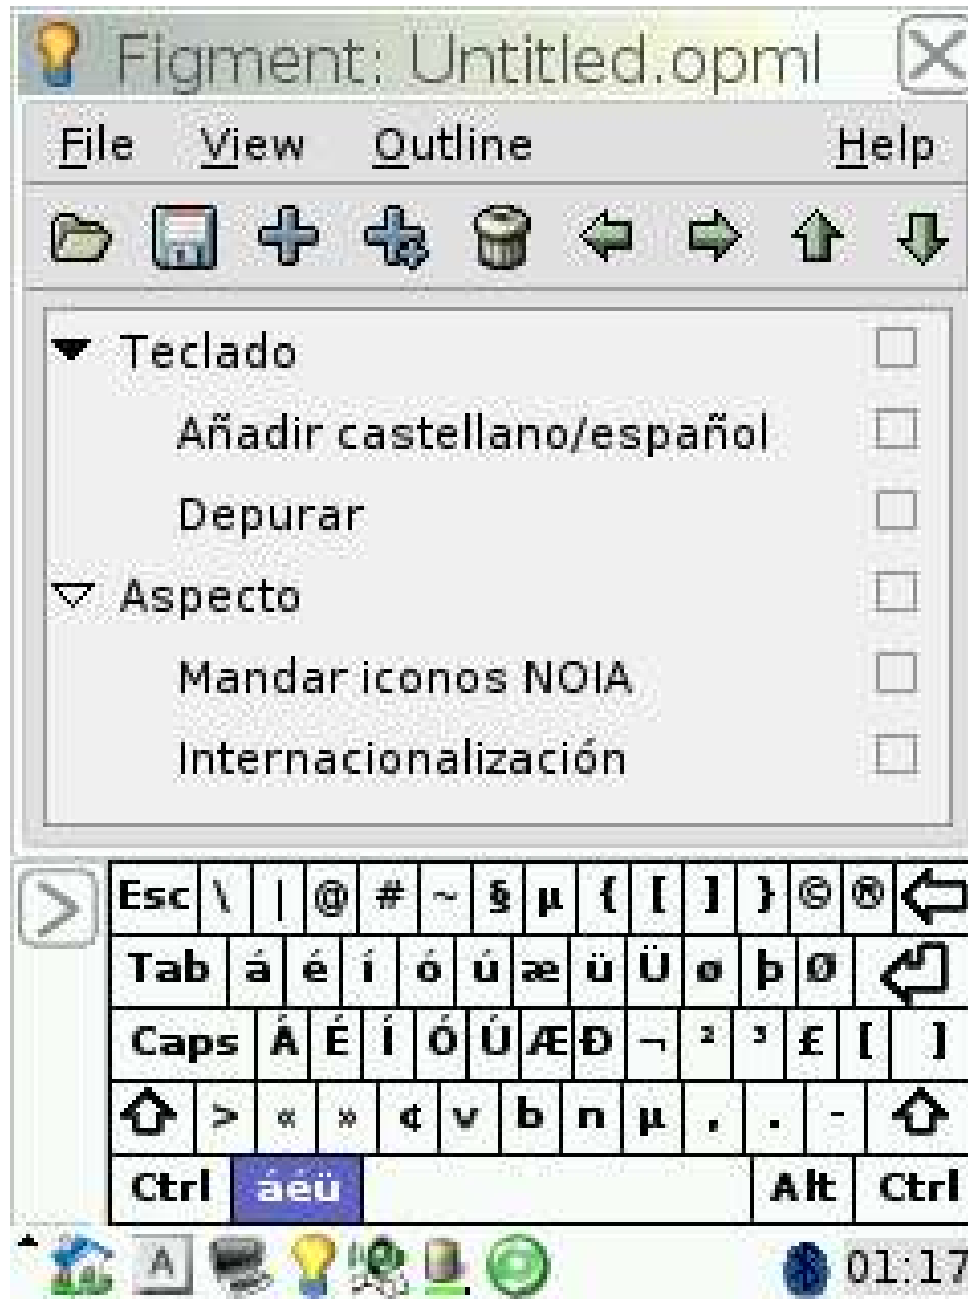 Figment: Untitled.opml
File View Outline Help
Teclado
Añadir castellano/español
Depurar
Aspecto
Mandar iconos NOIA
Internacionalización
Esc \ | @ # ~ § µ { [ ] } © ®
Tab á é í ó ú æ ü Ü ø þ Ø
Caps Á É Í Ó Ú Æ Ð ¬ ² ³ £ [ ]
> « » ¢ v b n µ , . -
Ctrl áéü Alt Ctrl
A 01:17